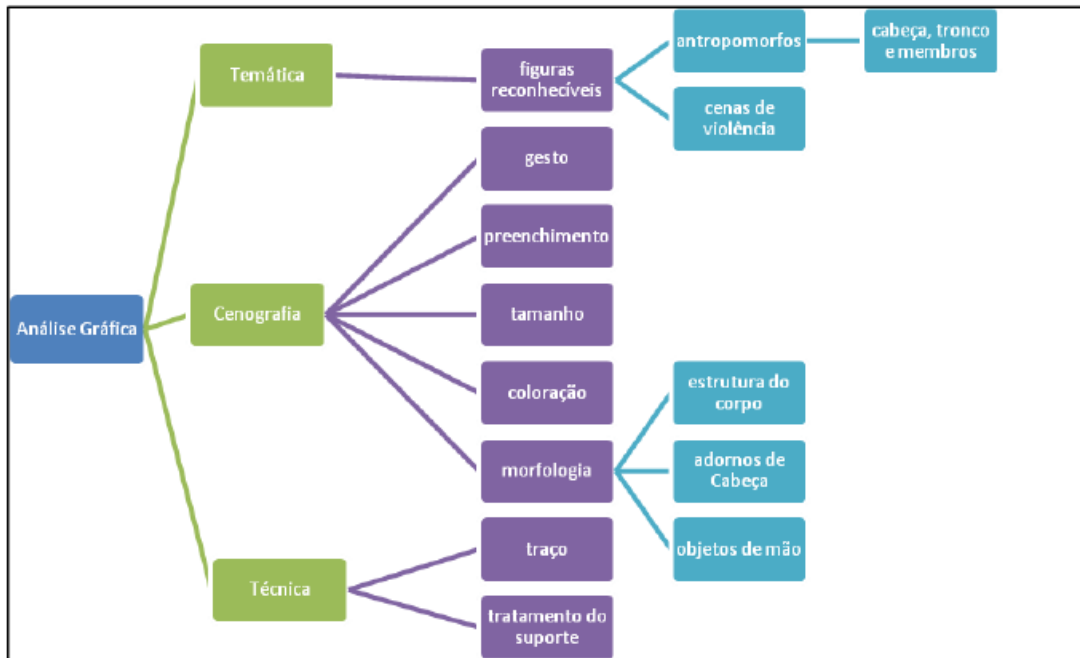 Análise Gráfica
Temática
figuras
reconhecíveis
antropomorfos
cabeça, tronco
e membros
cenas de
violência
Cenografia
gesto
preenchimento
tamanho
coloração
morfologia
estrutura do
corpo
adornos de
Cabeça
objetos de mão
Técnica
traço
tratamento do
suporte